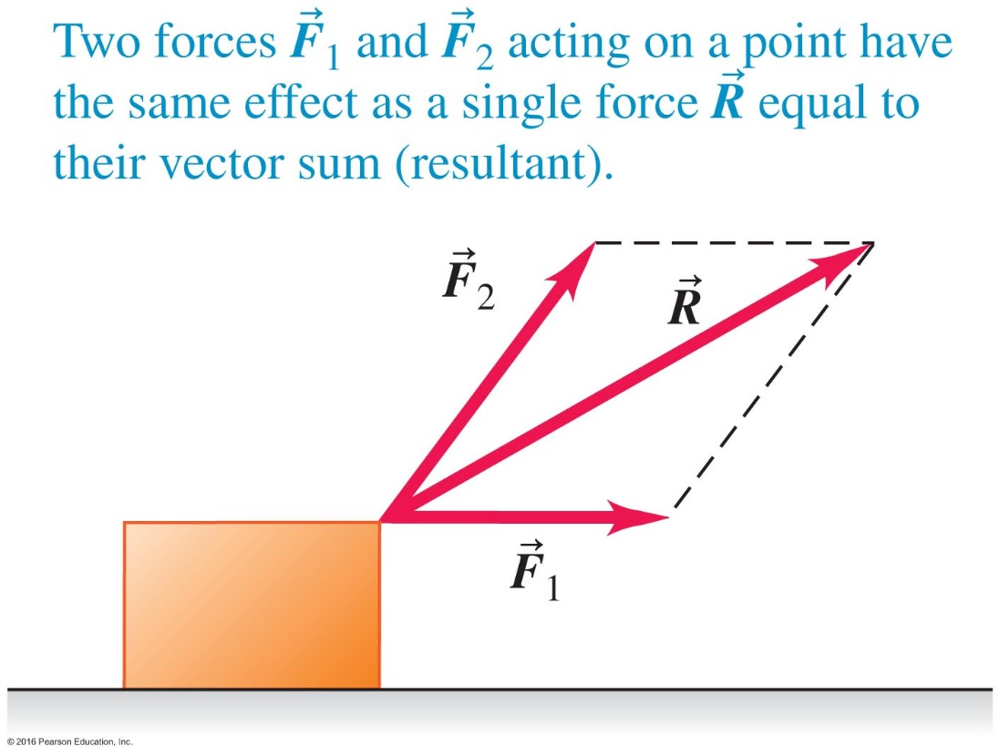 Two forces F⃗₁ and F⃗₂ acting on a point have
the same effect as a single force R⃗ equal to
their vector sum (resultant).
F⃗₂
R⃗
F⃗₁
© 2016 Pearson Education, Inc.